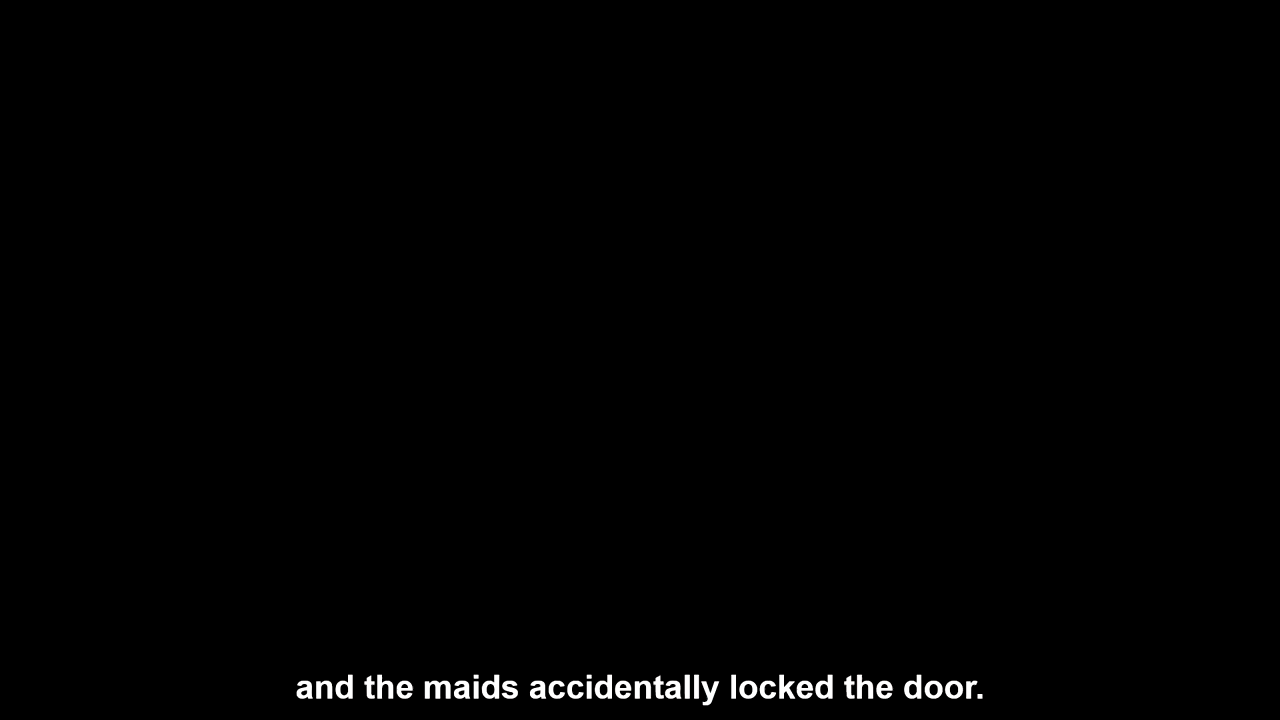 and the maids accidentally locked the door.